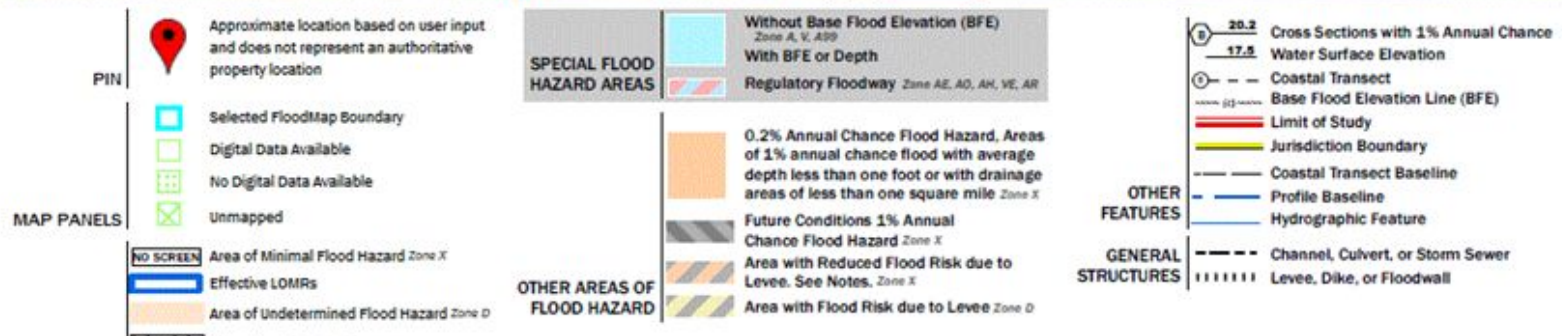 PIN
Approximate location based on user input
and does not represent an authoritative
property location
MAP PANELS
Selected FloodMap Boundary
Digital Data Available
No Digital Data Available
Unmapped
NO SCREEN Area of Minimal Flood Hazard Zone X
Effective LOMRs
Area of Undetermined Flood Hazard Zone D
SPECIAL FLOOD
HAZARD AREAS
Without Base Flood Elevation (BFE)
Zone A, V, A99
With BFE or Depth
Regulatory Floodway Zone AE, AO, AH, VE, AR
OTHER AREAS OF
FLOOD HAZARD
0.2% Annual Chance Flood Hazard, Areas
of 1% annual chance flood with average
depth less than one foot or with drainage
areas of less than one square mile Zone X
Future Conditions 1% Annual
Chance Flood Hazard Zone X
Area with Reduced Flood Risk due to
Levee. See Notes. Zone X
Area with Flood Risk due to Levee Zone D
OTHER
FEATURES
B 20.2 Cross Sections with 1% Annual Chance
17.5 Water Surface Elevation
Coastal Transect
Base Flood Elevation Line (BFE)
Limit of Study
Jurisdiction Boundary
Coastal Transect Baseline
Profile Baseline
Hydrographic Feature
GENERAL
STRUCTURES
Channel, Culvert, or Storm Sewer
Levee, Dike, or Floodwall